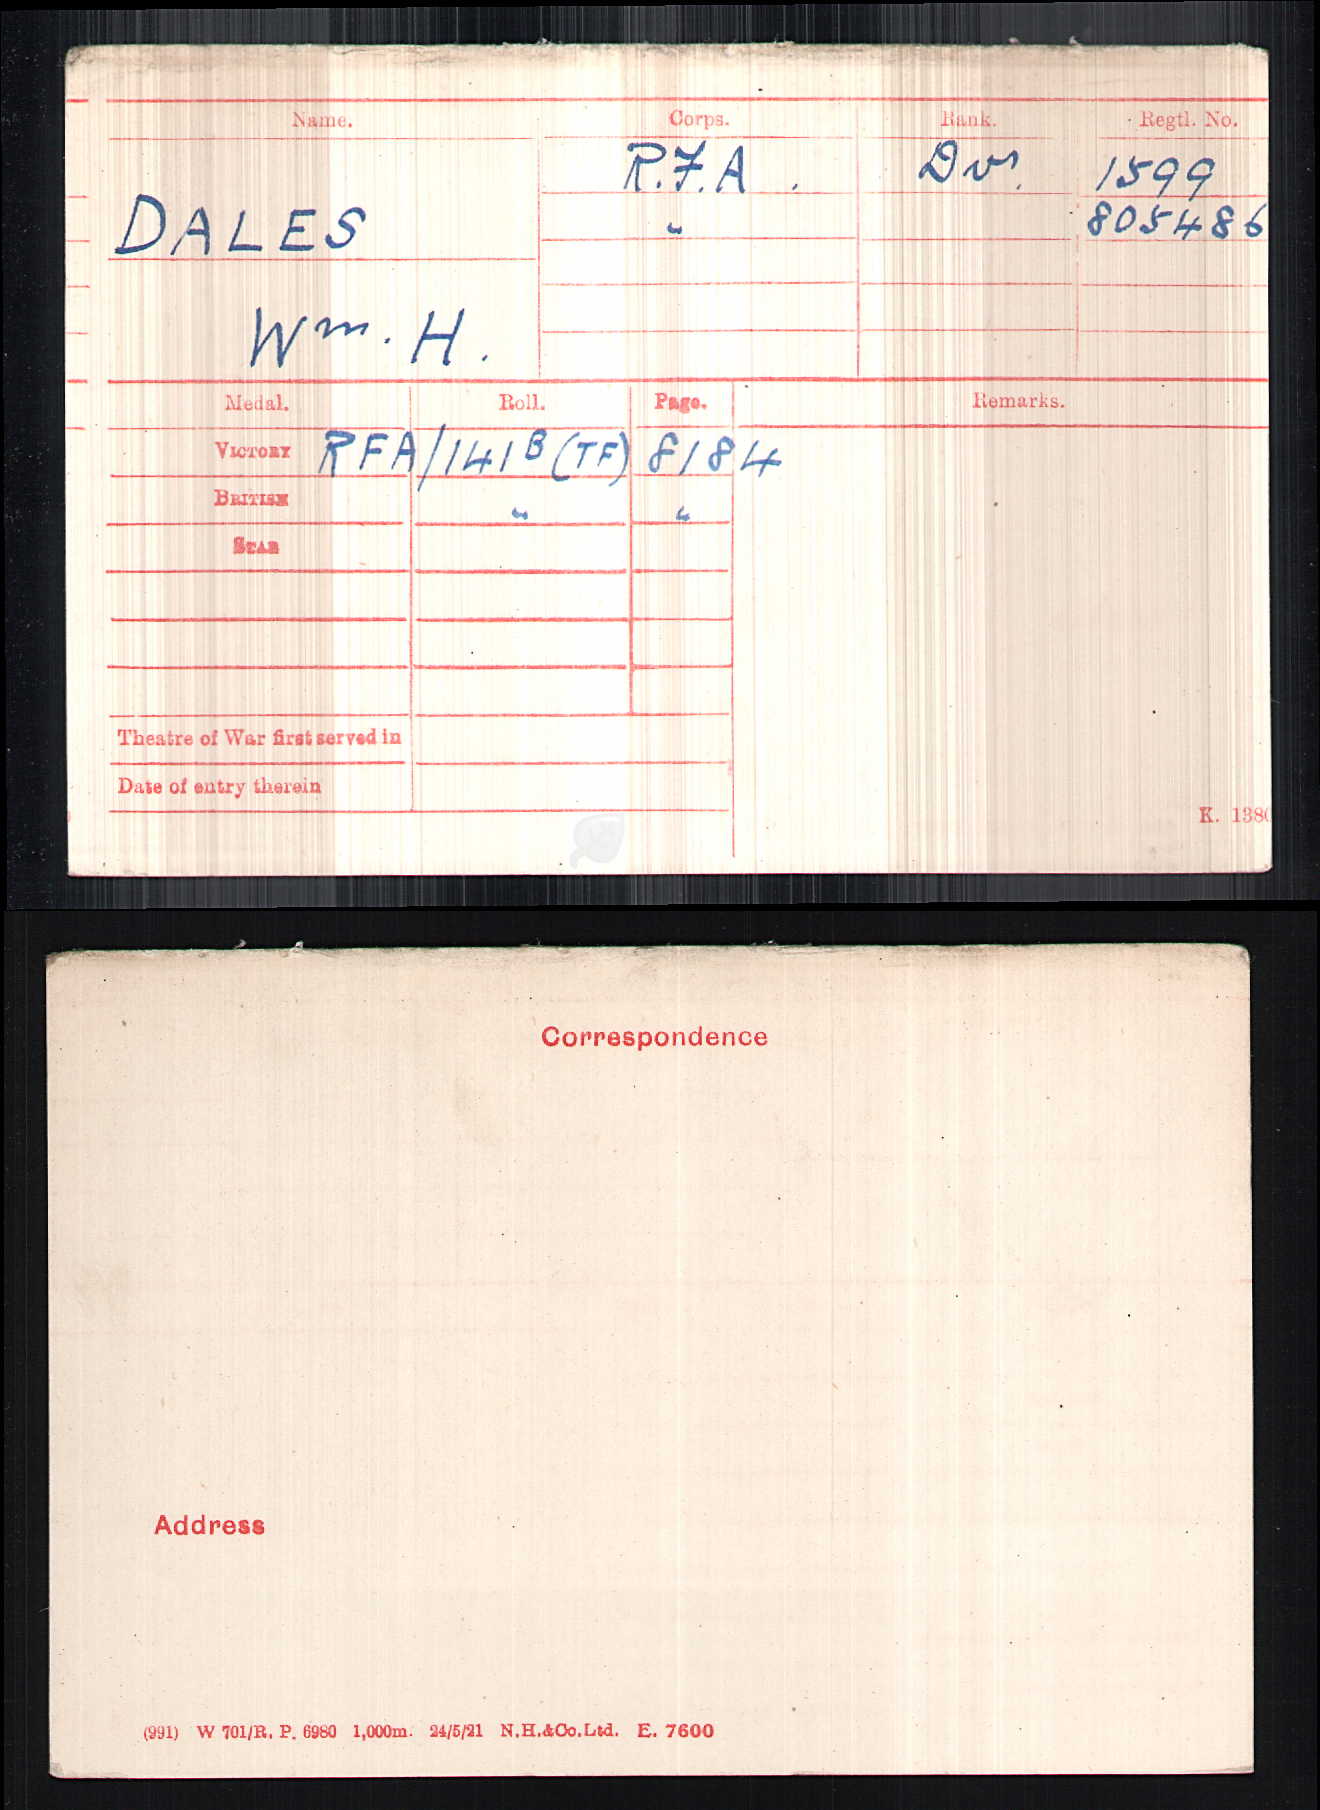 Name. Corps. Rank. Regtl. No.
R.F.A. Dvr. 1599
DALES " 805486
Wm. H.
Medal. Roll. Page. Remarks.
VICTORY RFA/141B(TF) 8184
BRITISH " "
STAR
Theatre of War first served in
Date of entry therein
K. 1380
Correspondence
Address
(991) W 701/R. P. 6980 1,000m. 24/5/21 N.H.&Co.Ltd. E. 7600